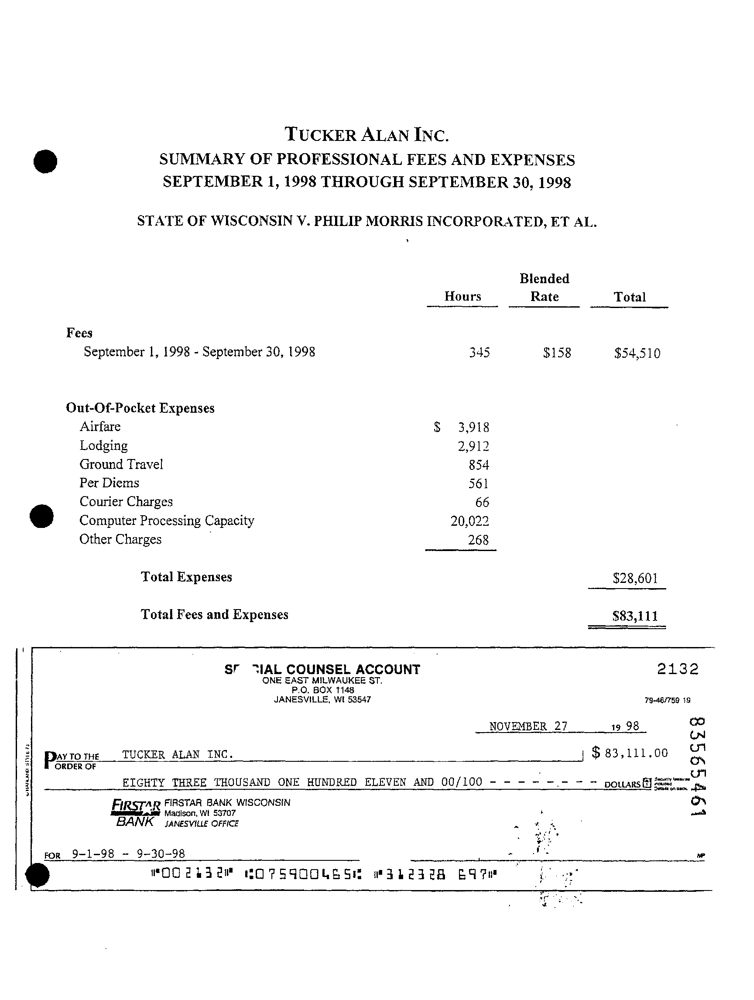 TUCKER ALAN INC.
SUMMARY OF PROFESSIONAL FEES AND EXPENSES
SEPTEMBER 1, 1998 THROUGH SEPTEMBER 30, 1998
STATE OF WISCONSIN V. PHILIP MORRIS INCORPORATED, ET AL.
Blended
Hours Rate Total
Fees
September 1, 1998 - September 30, 1998 345 $158 $54,510
Out-Of-Pocket Expenses
Airfare $ 3,918
Lodging 2,912
Ground Travel 854
Per Diems 561
Courier Charges 66
Computer Processing Capacity 20,022
Other Charges 268
Total Expenses $28,601
Total Fees and Expenses $83,111
IAL COUNSEL ACCOUNT 2132
ONE EAST MILWAUKEE ST.
P.O. BOX 1148
JANESVILLE, WI 53547 79-46/759 19
NOVEMBER 27 19 98
PAY TO THE ORDER OF TUCKER ALAN INC. $ 83,111.00
EIGHTY THREE THOUSAND ONE HUNDRED ELEVEN AND 00/100 - - - - - - - - DOLLARS
FIRSTAR BANK FIRSTAR BANK WISCONSIN
Madison, WI 53707
JANESVILLE OFFICE
FOR 9-1-98 - 9-30-98
MP
⑈002132⑈ ⑆075900465⑆ ⑈312328 697⑈
83565461